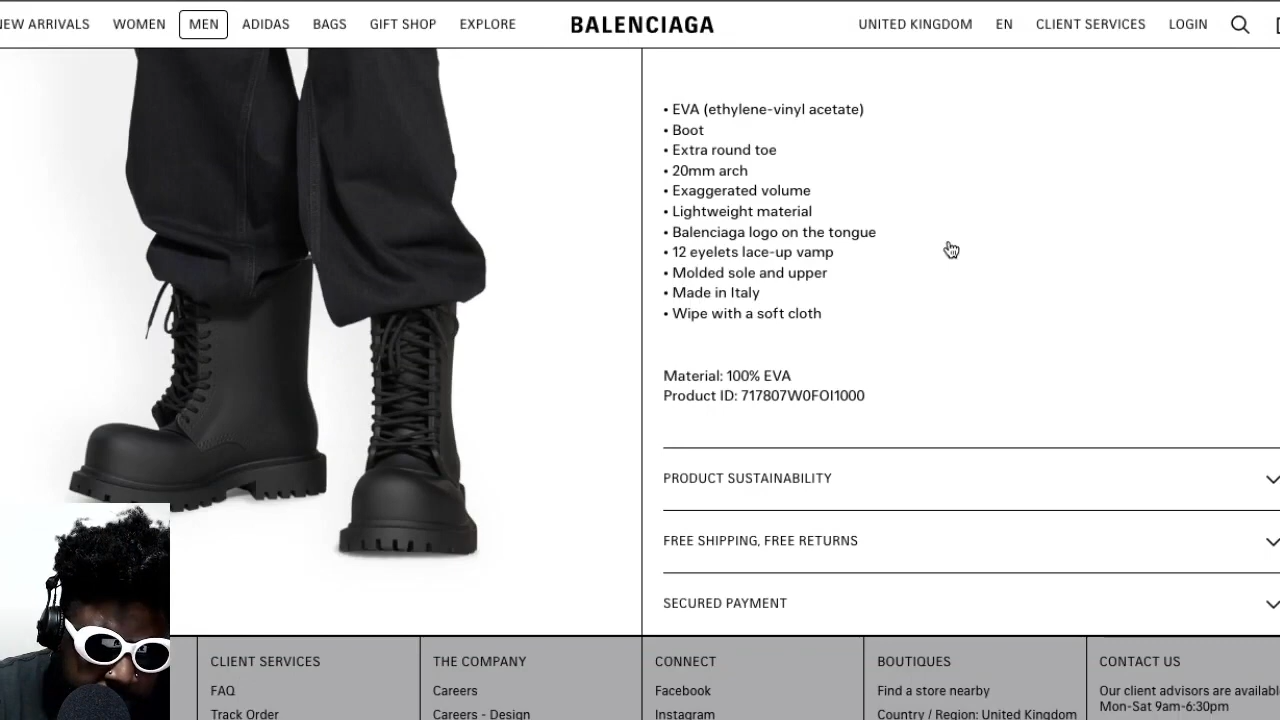 NEW ARRIVALS WOMEN MEN ADIDAS BAGS GIFT SHOP EXPLORE BALENCIAGA UNITED KINGDOM EN CLIENT SERVICES LOGIN
• EVA (ethylene-vinyl acetate)
• Boot
• Extra round toe
• 20mm arch
• Exaggerated volume
• Lightweight material
• Balenciaga logo on the tongue
• 12 eyelets lace-up vamp
• Molded sole and upper
• Made in Italy
• Wipe with a soft cloth
Material: 100% EVA
Product ID: 717807W0FOI1000
PRODUCT SUSTAINABILITY
FREE SHIPPING, FREE RETURNS
SECURED PAYMENT
CLIENT SERVICES
FAQ
Track Order
THE COMPANY
Careers
Careers - Design
CONNECT
Facebook
Instagram
BOUTIQUES
Find a store nearby
Country / Region: United Kingdom
CONTACT US
Our client advisors are available
Mon-Sat 9am-6:30pm